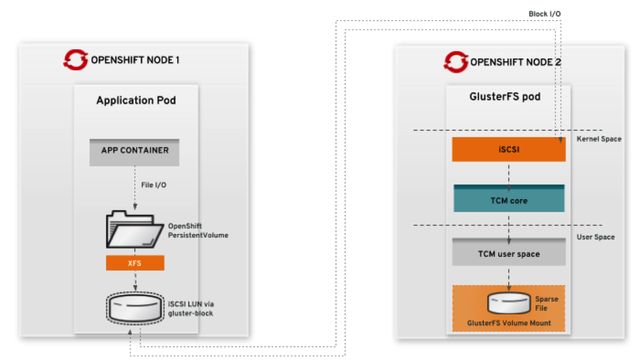 Block I/O
OPENSHIFT NODE 1
Application Pod
APP CONTAINER
File I/O
OpenShift
PersistentVolume
XFS
iSCSI LUN via
gluster-block
OPENSHIFT NODE 2
GlusterFS pod
Kernel Space
iSCSI
TCM core
User Space
TCM user space
Sparse
File
GlusterFS Volume Mount